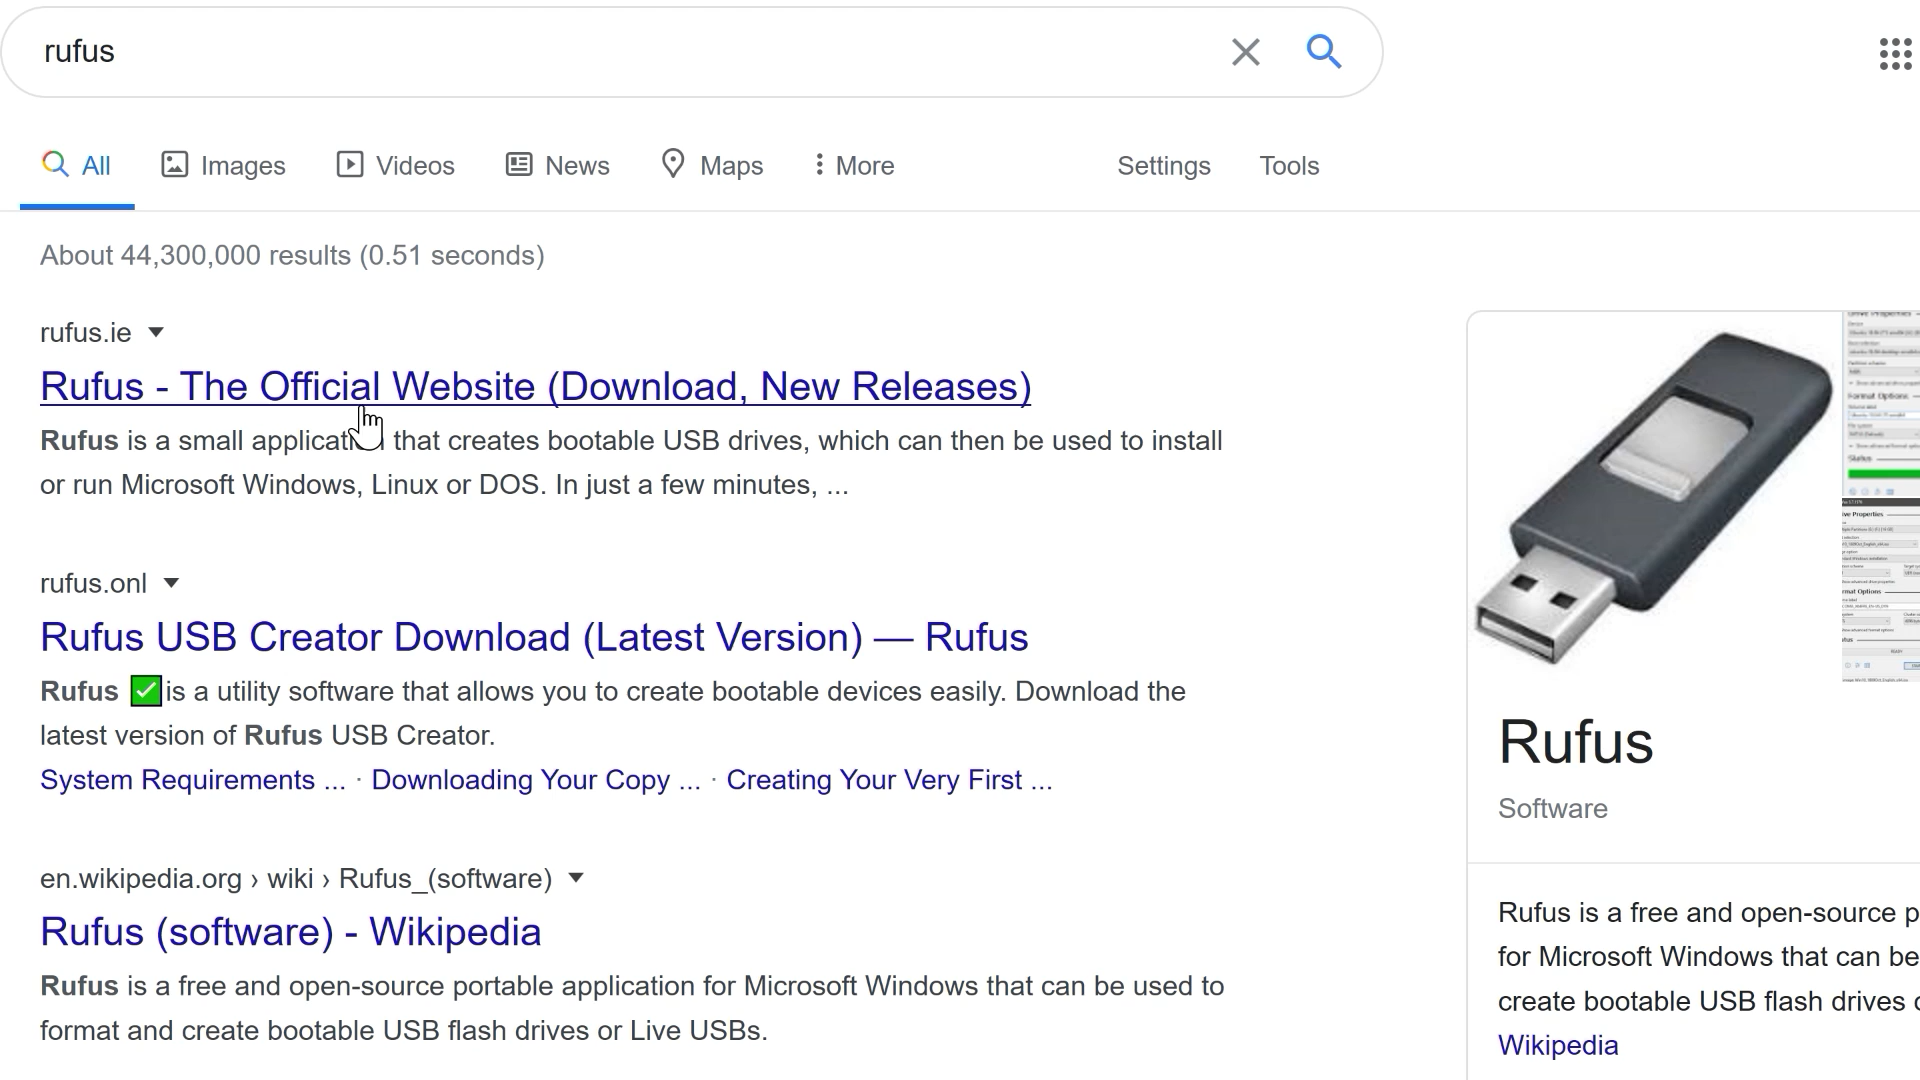 rufus
All
Images
Videos
News
Maps
More
Settings
Tools
About 44,300,000 results (0.51 seconds)
rufus.ie
Rufus - The Official Website (Download, New Releases)
Rufus is a small applicati that creates bootable USB drives, which can then be used to install
or run Microsoft Windows, Linux or DOS. In just a few minutes, ...
rufus.onl
Rufus USB Creator Download (Latest Version) — Rufus
Rufus ✅ is a utility software that allows you to create bootable devices easily. Download the
latest version of Rufus USB Creator.
System Requirements ... · Downloading Your Copy ... · Creating Your Very First ...
en.wikipedia.org › wiki › Rufus_(software)
Rufus (software) - Wikipedia
Rufus is a free and open-source portable application for Microsoft Windows that can be used to
format and create bootable USB flash drives or Live USBs.
Rufus
Software
Rufus is a free and open-source p
for Microsoft Windows that can be
create bootable USB flash drives
Wikipedia